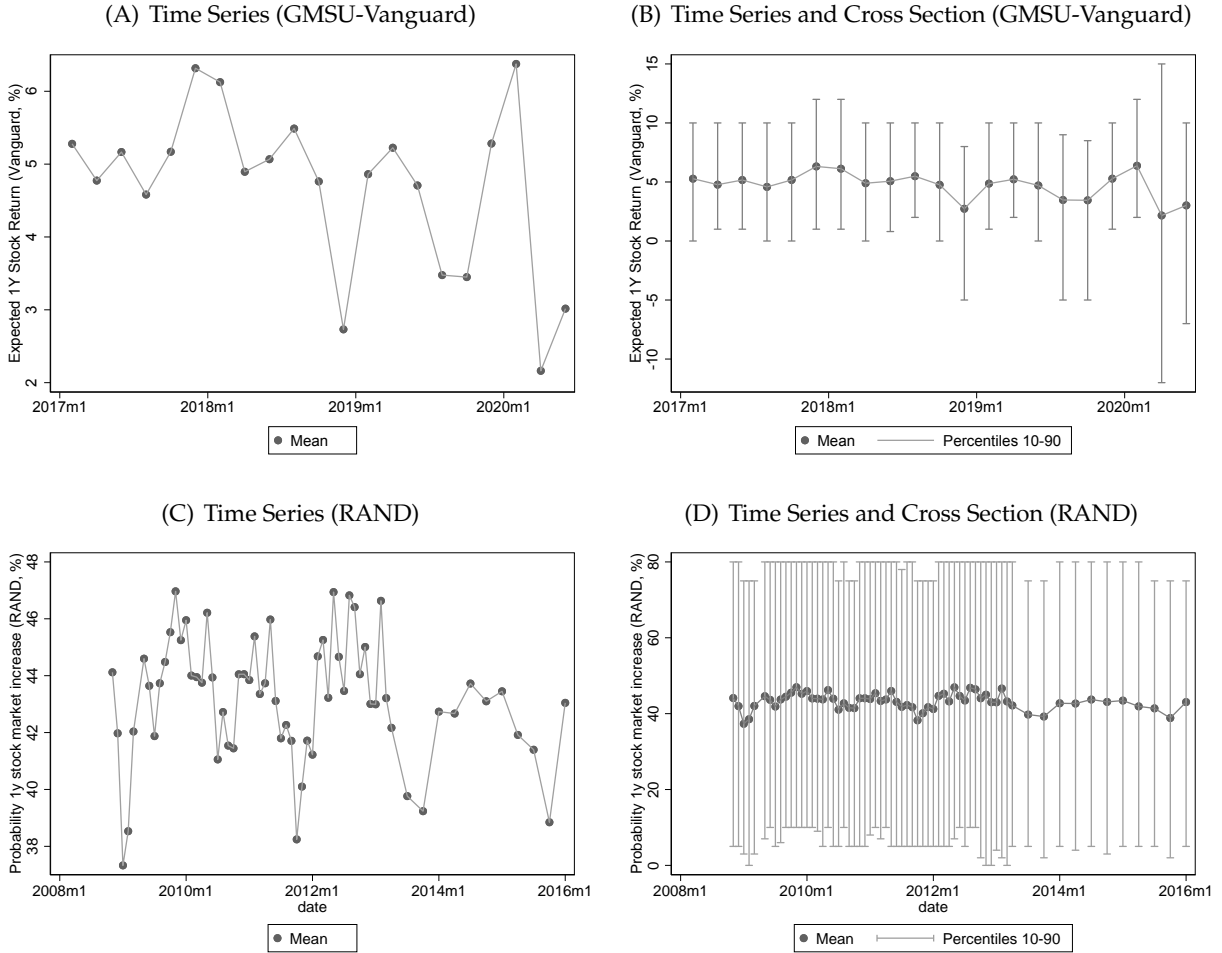 (A) Time Series (GMSU-Vanguard)
Expected 1Y Stock Return (Vanguard, %)
6
5
4
3
2
2017m1 2018m1 2019m1 2020m1
Mean
(B) Time Series and Cross Section (GMSU-Vanguard)
Expected 1Y Stock Return (Vanguard, %)
15
10
5
0
-5
-10
2017m1 2018m1 2019m1 2020m1
Mean Percentiles 10-90
(C) Time Series (RAND)
Probability 1y stock market increase (RAND, %)
48
46
44
42
40
38
2008m1 2010m1 2012m1 2014m1 2016m1
date
Mean
(D) Time Series and Cross Section (RAND)
Probability 1y stock market increase (RAND, %)
80
60
40
20
0
2008m1 2010m1 2012m1 2014m1 2016m1
date
Mean Percentiles 10-90